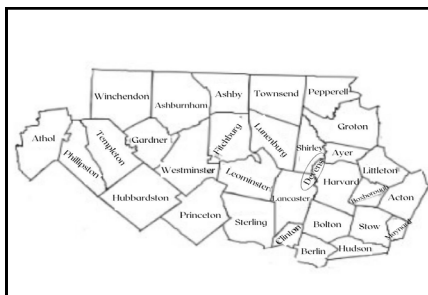 Winchendon
Ashburnham
Ashby
Townsend
Pepperell
Groton
Athol
Phillipston
Templeton
Gardner
Westminster
Fitchburg
Lunenburg
Shirley
Ayer
Littleton
Devens
Harvard
Boxborough
Acton
Hubbardston
Princeton
Leominster
Lancaster
Sterling
Clinton
Bolton
Stow
Maynard
Berlin
Hudson